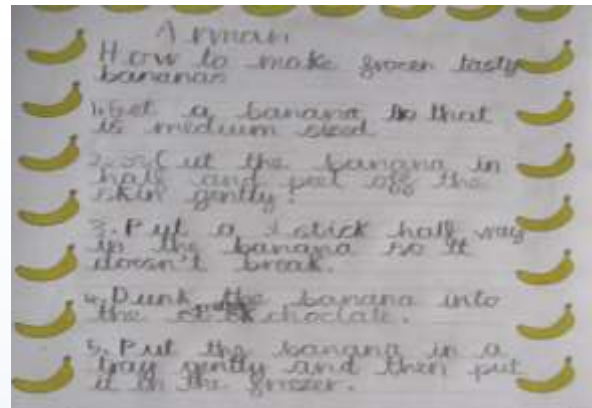 Arman
How to make frozen tasty
bananas
1. Get a banana that
is medium sized
2. Cut the banana in
half and peel off the
skin gently.
3. Put a stick half way
in the banana so it
doesn't break.
4. Dunk the banana into
the choclate.
5. Put the banana in a
tray gently and then put
it in the frozer.